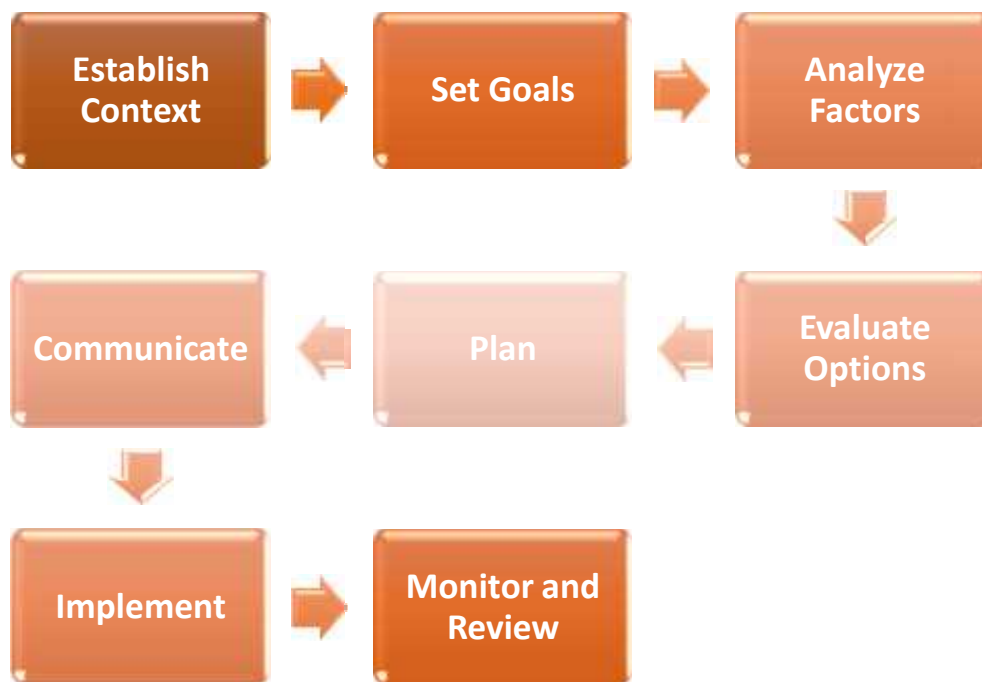 Establish
Context
Set Goals
Analyze
Factors
Evaluate
Options
Plan
Communicate
Implement
Monitor and
Review